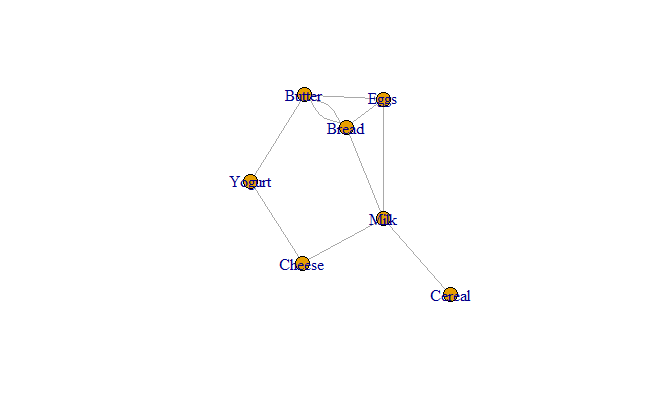 Butter
Eggs
Bread
Yogurt
Milk
Cheese
Cereal